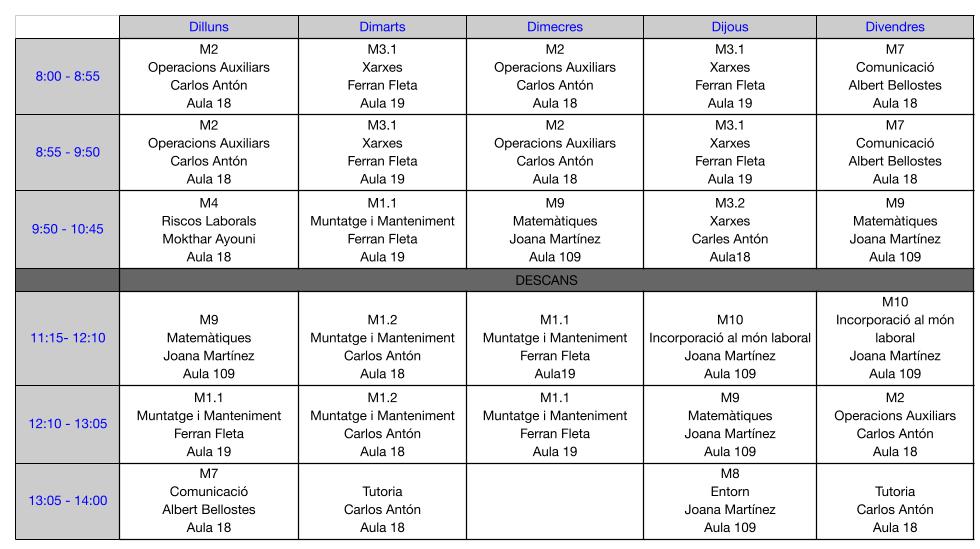 Dilluns Dimarts Dimecres Dijous Divendres
8:00 - 8:55
M2
Operacions Auxiliars
Carlos Antón
Aula 18
M3.1
Xarxes
Ferran Fleta
Aula 19
M2
Operacions Auxiliars
Carlos Antón
Aula 18
M3.1
Xarxes
Ferran Fleta
Aula 19
M7
Comunicació
Albert Bellostes
Aula 18
8:55 - 9:50
M2
Operacions Auxiliars
Carlos Antón
Aula 18
M3.1
Xarxes
Ferran Fleta
Aula 19
M2
Operacions Auxiliars
Carlos Antón
Aula 18
M3.1
Xarxes
Ferran Fleta
Aula 19
M7
Comunicació
Albert Bellostes
Aula 18
9:50 - 10:45
M4
Riscos Laborals
Mokthar Ayouni
Aula 18
M1.1
Muntatge i Manteniment
Ferran Fleta
Aula 19
M9
Matemàtiques
Joana Martínez
Aula 109
M3.2
Xarxes
Carles Antón
Aula18
M9
Matemàtiques
Joana Martínez
Aula 109
DESCANS
11:15- 12:10
M9
Matemàtiques
Joana Martínez
Aula 109
M1.2
Muntatge i Manteniment
Carlos Antón
Aula 18
M1.1
Muntatge i Manteniment
Ferran Fleta
Aula19
M10
Incorporació al món laboral
Joana Martínez
Aula 109
M10
Incorporació al món
laboral
Joana Martínez
Aula 109
12:10 - 13:05
M1.1
Muntatge i Manteniment
Ferran Fleta
Aula 19
M1.2
Muntatge i Manteniment
Carlos Antón
Aula 18
M1.1
Muntatge i Manteniment
Ferran Fleta
Aula 19
M9
Matemàtiques
Joana Martínez
Aula 109
M2
Operacions Auxiliars
Carlos Antón
Aula 18
13:05 - 14:00
M7
Comunicació
Albert Bellostes
Aula 18
Tutoria
Carlos Antón
Aula 18
M8
Entorn
Joana Martínez
Aula 109
Tutoria
Carlos Antón
Aula 18